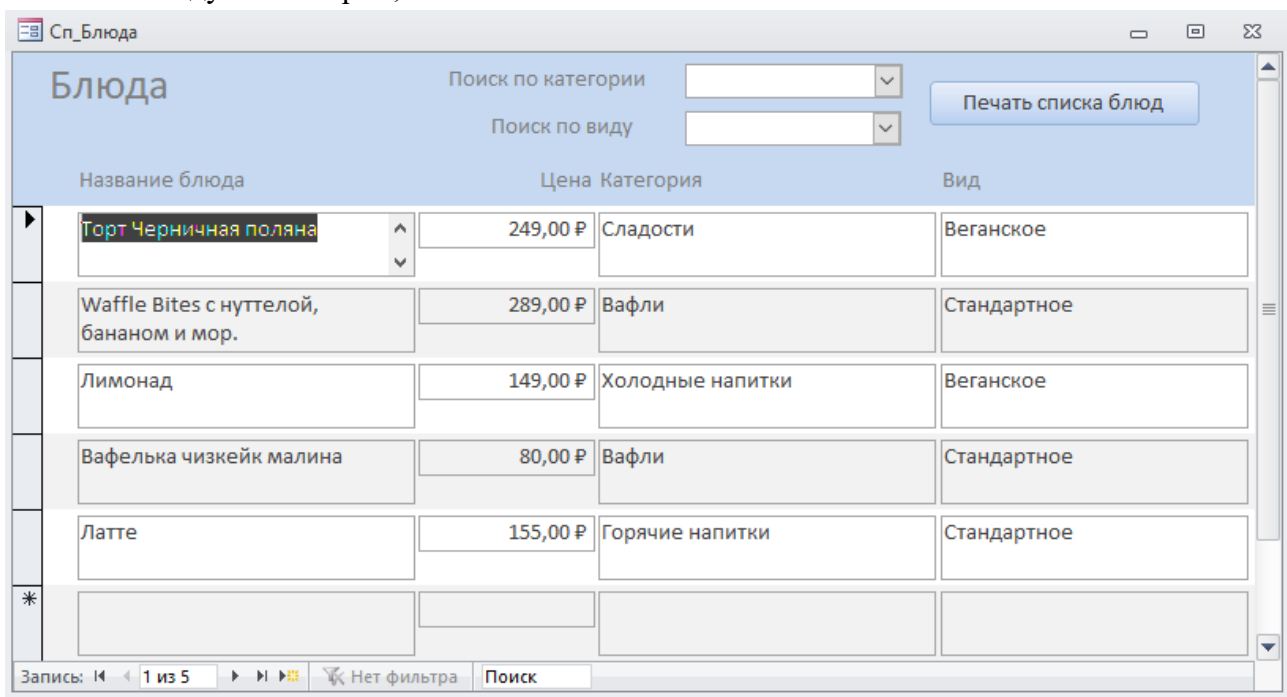 Сп_Блюда
Блюда
Поиск по категории
Печать списка блюд
Поиск по виду
Название блюда Цена Категория Вид
Торт Черничная поляна 249,00 ₽ Сладости Веганское
Waffle Bites с нуттелой, 289,00 ₽ Вафли Стандартное
бананом и мор.
Лимонад 149,00 ₽ Холодные напитки Веганское
Вафелька чизкейк малина 80,00 ₽ Вафли Стандартное
Латте 155,00 ₽ Горячие напитки Стандартное
Запись: 1 из 5 Нет фильтра Поиск